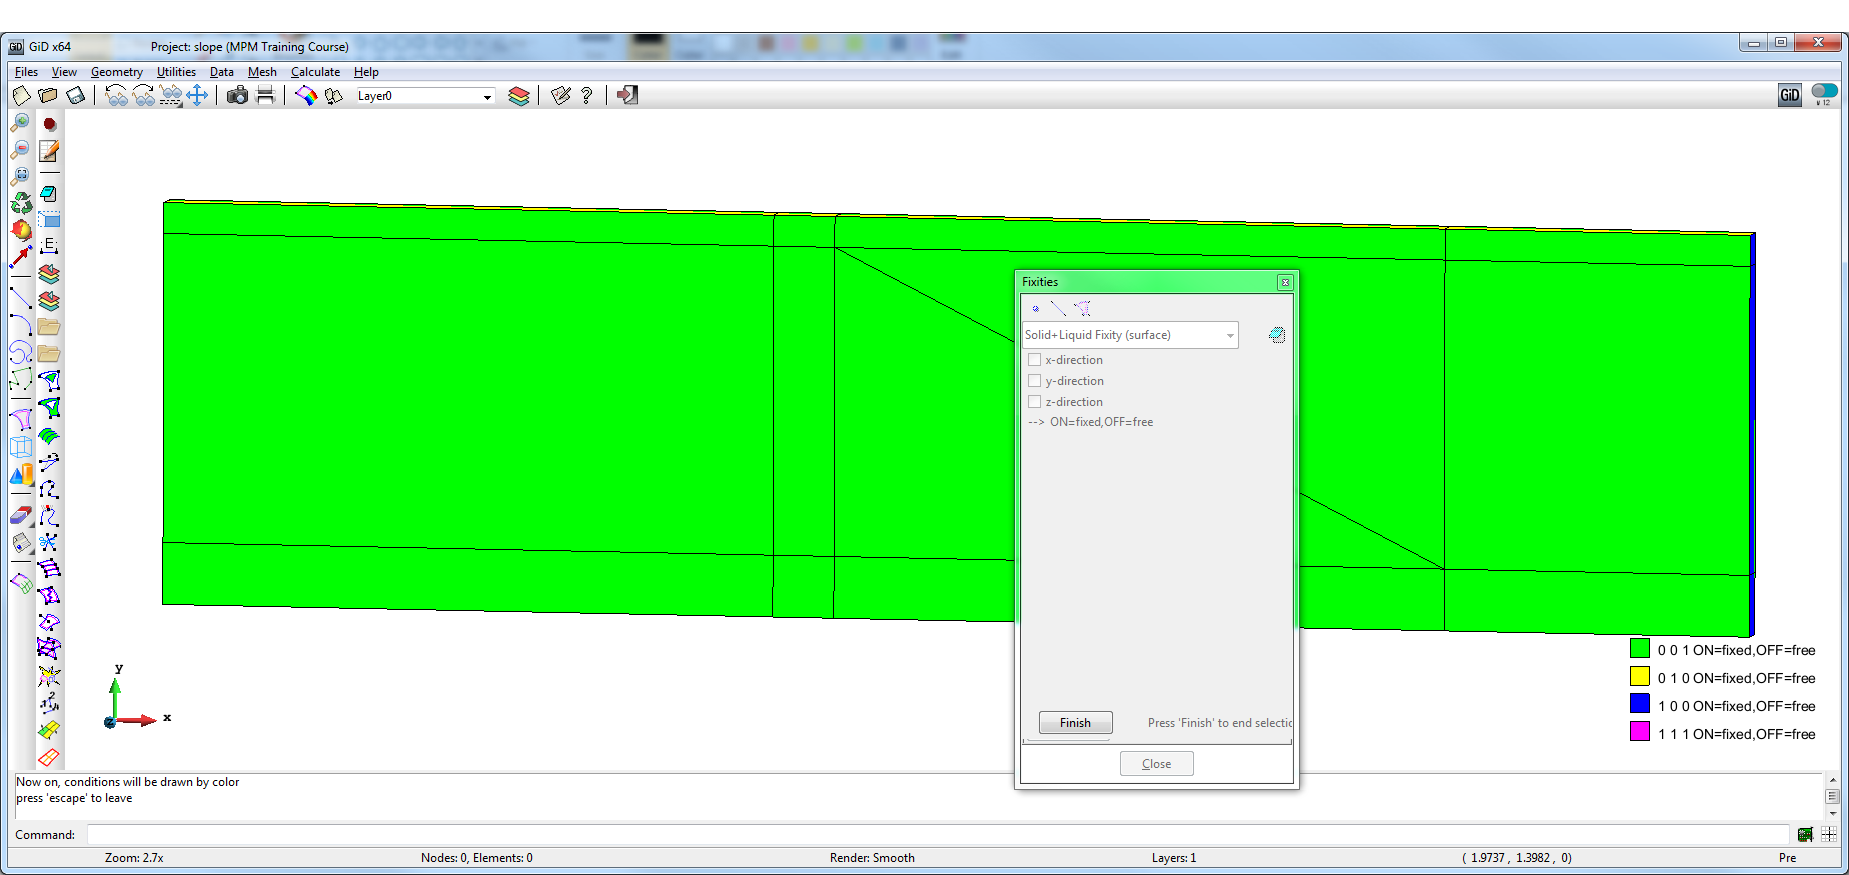 GiD x64 Project: slope (MPM Training Course)
Files View Geometry Utilities Data Mesh Calculate Help
Layer0
GiD
v 12
E
Fixities
Solid+Liquid Fixity (surface)
x-direction
y-direction
z-direction
--> ON=fixed,OFF=free
Finish Press 'Finish' to end selectic
Close
y
z x
0 0 1 ON=fixed,OFF=free
0 1 0 ON=fixed,OFF=free
1 0 0 ON=fixed,OFF=free
1 1 1 ON=fixed,OFF=free
Now on, conditions will be drawn by color
press 'escape' to leave
Command:
Zoom: 2.7x Nodes: 0, Elements: 0 Render: Smooth Layers: 1 ( 1.9737 , 1.3982 , 0) Pre